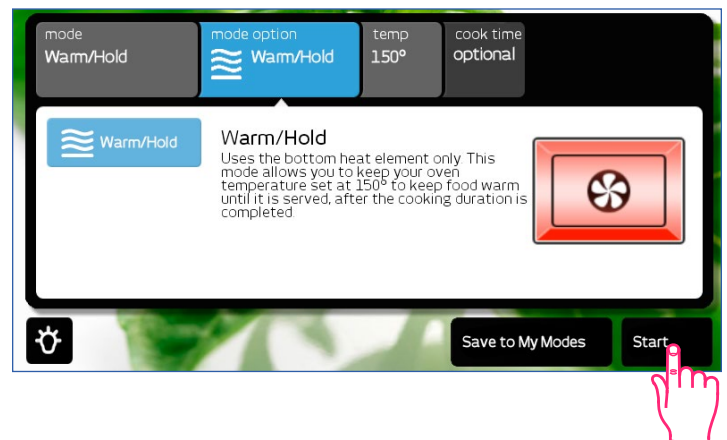 mode
Warm/Hold
mode option
Warm/Hold
temp
150°
cook time
optional
Warm/Hold
Warm/Hold
Uses the bottom heat element only. This
mode allows you to keep your oven
temperature set at 150° to keep food warm
until it is served, after the cooking duration is
completed.
Save to My Modes
Start